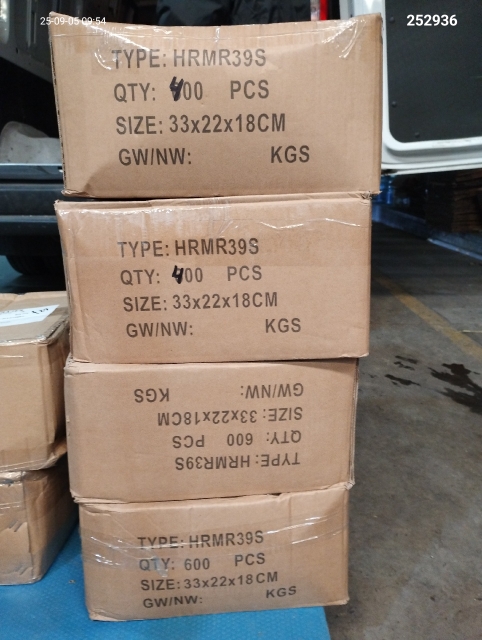 25-09-05 09:54
252936
TYPE: HRMR39S
QTY: 400 PCS
SIZE: 33x22x18CM
GW/NW: KGS
TYPE: HRMR39S
QTY: 400 PCS
SIZE: 33x22x18CM
GW/NW: KGS
TYPE: HRMR39S
QTY: 600 PCS
SIZE: 33x22x18CM
GW/NW: KGS
TYPE: HRMR39S
QTY: 600 PCS
SIZE: 33x22x18CM
GW/NW: KGS